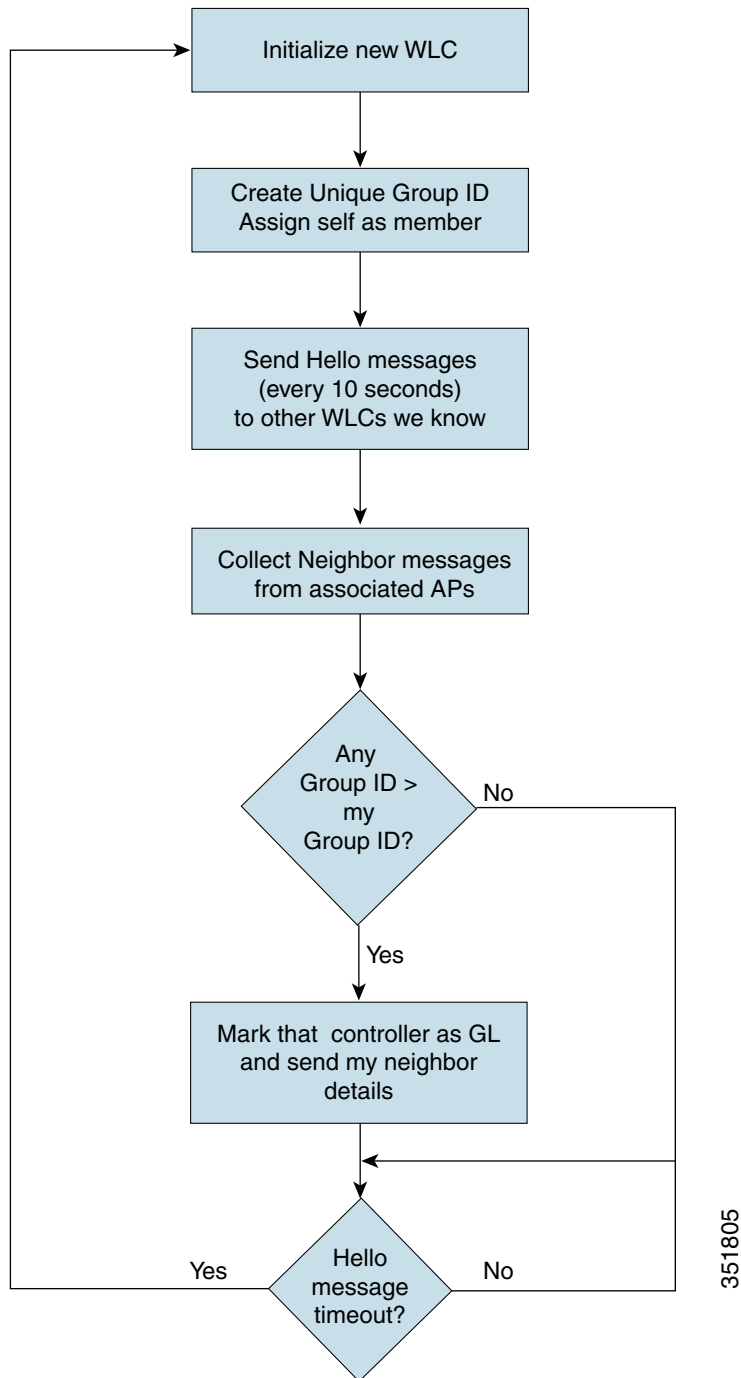 Initialize new WLC
Create Unique Group ID
Assign self as member
Send Hello messages
(every 10 seconds)
to other WLCs we know
Collect Neighbor messages
from associated APs
Any
Group ID >
my
Group ID?
No
Yes
Mark that controller as GL
and send my neighbor
details
Hello
message
timeout?
Yes
No
351805